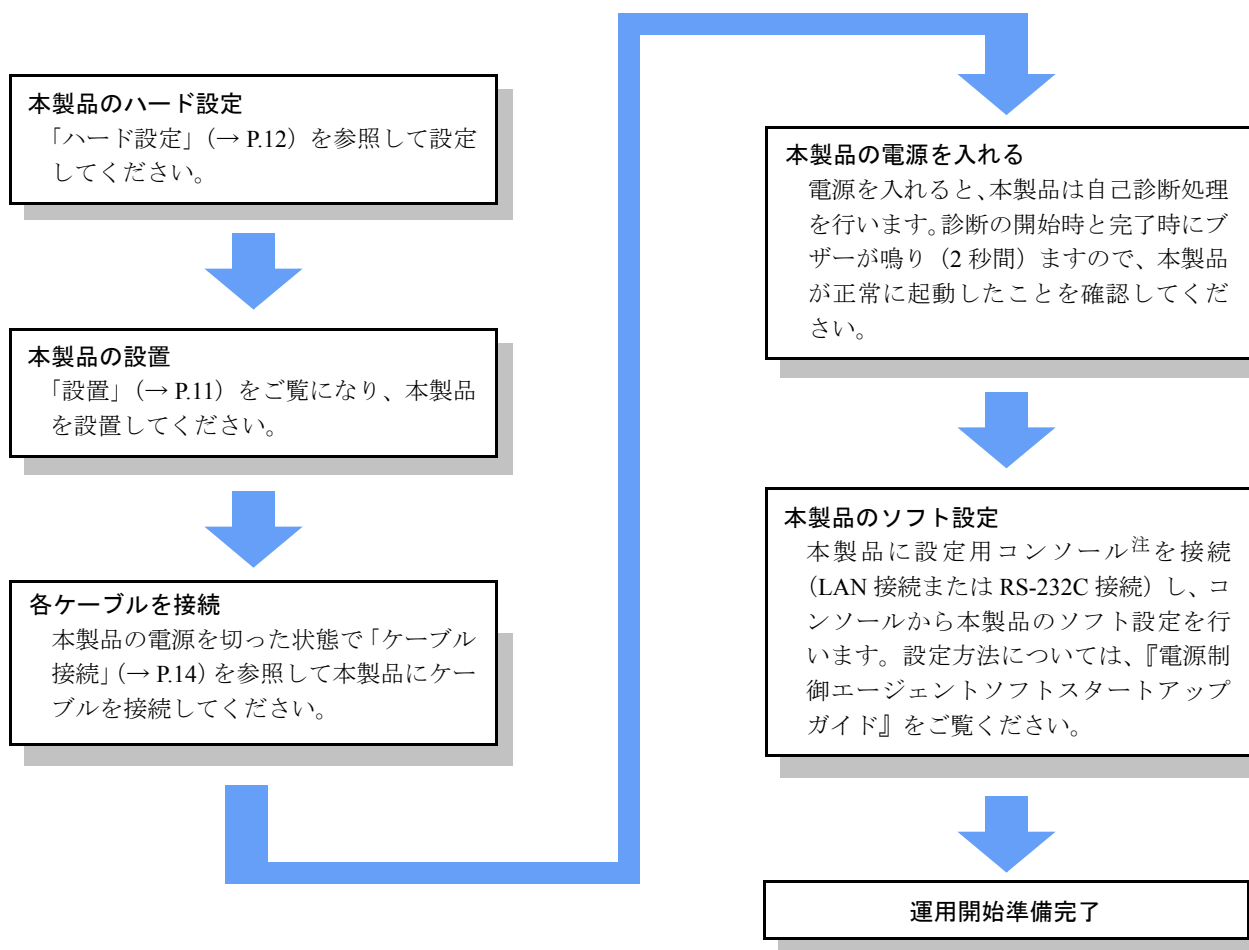 本製品のハード設定
「ハード設定」(→ P.12)を参照して設定
してください。
本製品の設置
「設置」(→ P.11)をご覧になり、本製品
を設置してください。
各ケーブルを接続
本製品の電源を切った状態で「ケーブル
接続」(→ P.14)を参照して本製品にケー
ブルを接続してください。
本製品の電源を入れる
電源を入れると、本製品は自己診断処理
を行います。診断の開始時と完了時にブ
ザーが鳴り(2 秒間)ますので、本製品
が正常に起動したことを確認してくだ
さい。
本製品のソフト設定
本製品に設定用コンソール注を接続
(LAN 接続または RS-232C 接続)し、コ
ンソールから本製品のソフト設定を行
います。設定方法については、『電源制
御エージェントソフトスタートアップ
ガイド』をご覧ください。
運用開始準備完了